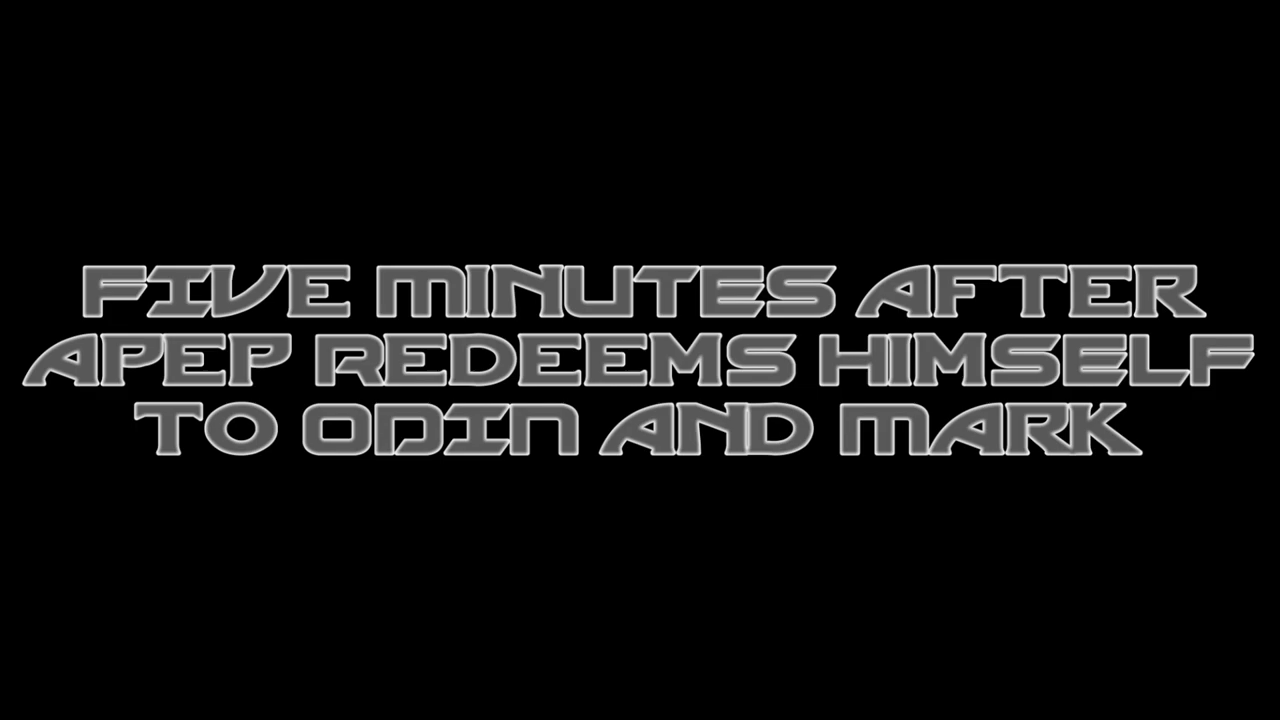 FIVE MINUTES AFTER
APEP REDEEMS HIMSELF
TO ODIN AND MARK